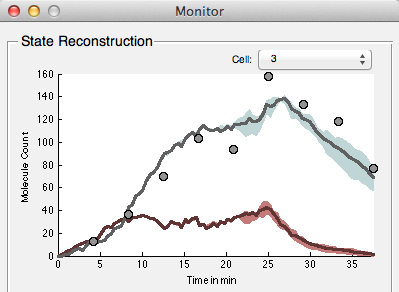 Monitor
State Reconstruction
Cell: 3
160
140
120
100
80
60
40
20
0
Molecule Count
0 5 10 15 20 25 30 35
Time in min